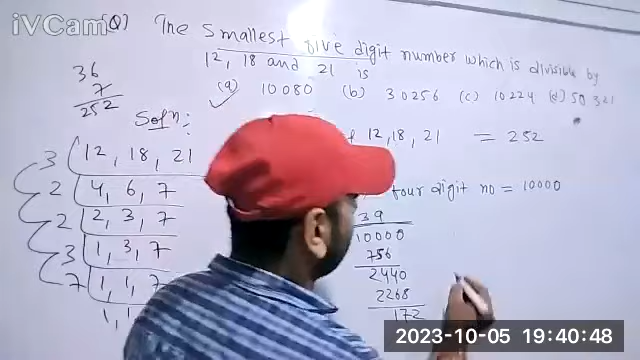 iVCam
(Q) The Smallest five digit number which is divisible by
12, 18 and 21 is
(a) 10080 (b) 30256 (c) 10224 (d) 50321
36
7
252
Solⁿ:
3 12, 18, 21
2 4, 6, 7
2 2, 3, 7
3 1, 3, 7
7 1, 1, 7
1, 1,
12, 18, 21 = 252
four digit no = 10000
39
10000
756
2440
2268
172
2023-10-05 19:40:48